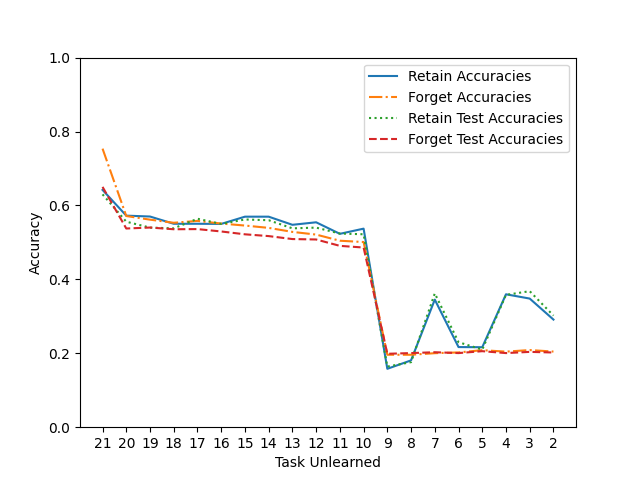 1.0
0.8
0.6
0.4
0.2
0.0
Accuracy
Retain Accuracies
Forget Accuracies
Retain Test Accuracies
Forget Test Accuracies
21 20 19 18 17 16 15 14 13 12 11 10 9 8 7 6 5 4 3 2
Task Unlearned